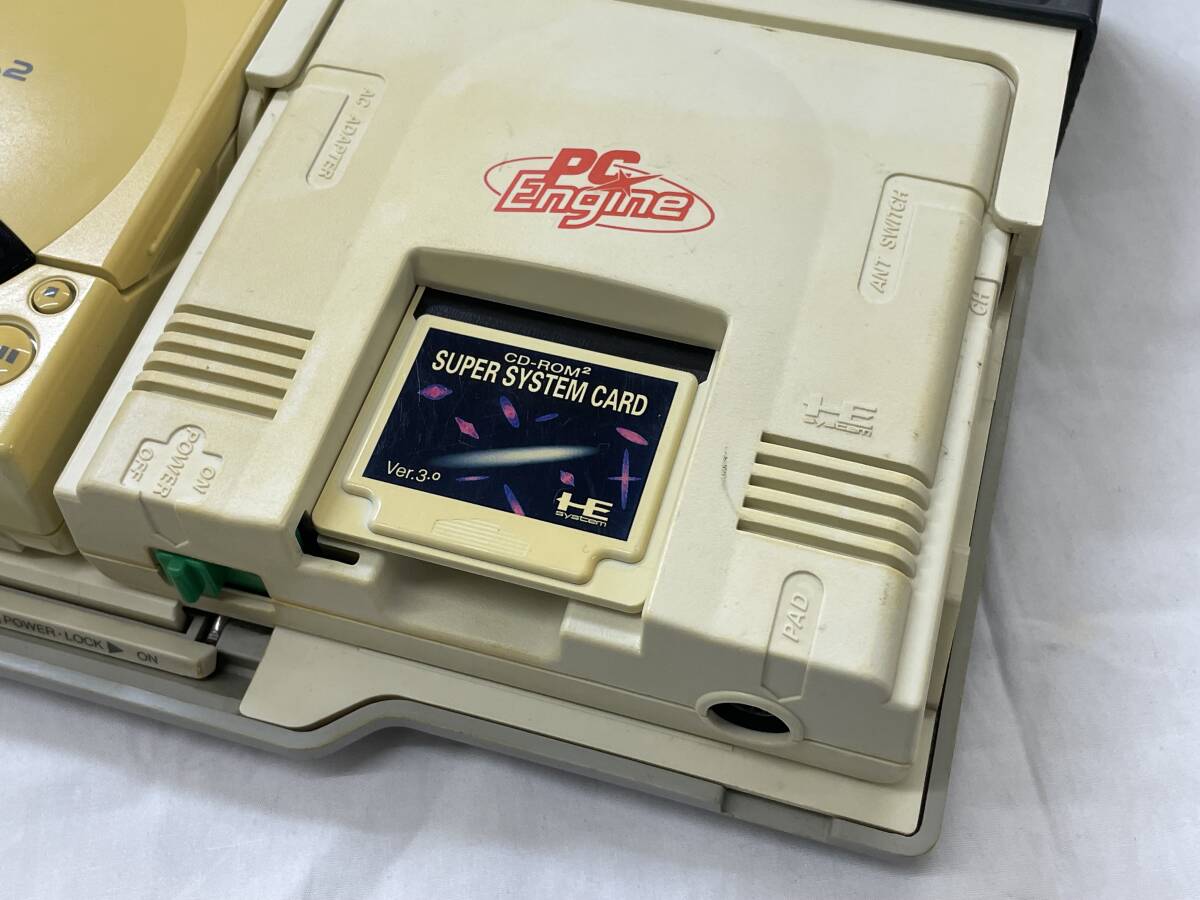 2
AC ADAPTER
PC
Engine
ANT SWITCH
CH
CD-ROM²
SUPER SYSTEM CARD
Ver.3.0
HE
system
HE
system
ON
POWER
OFF
PAD
POWER·LOCK ▶ ON